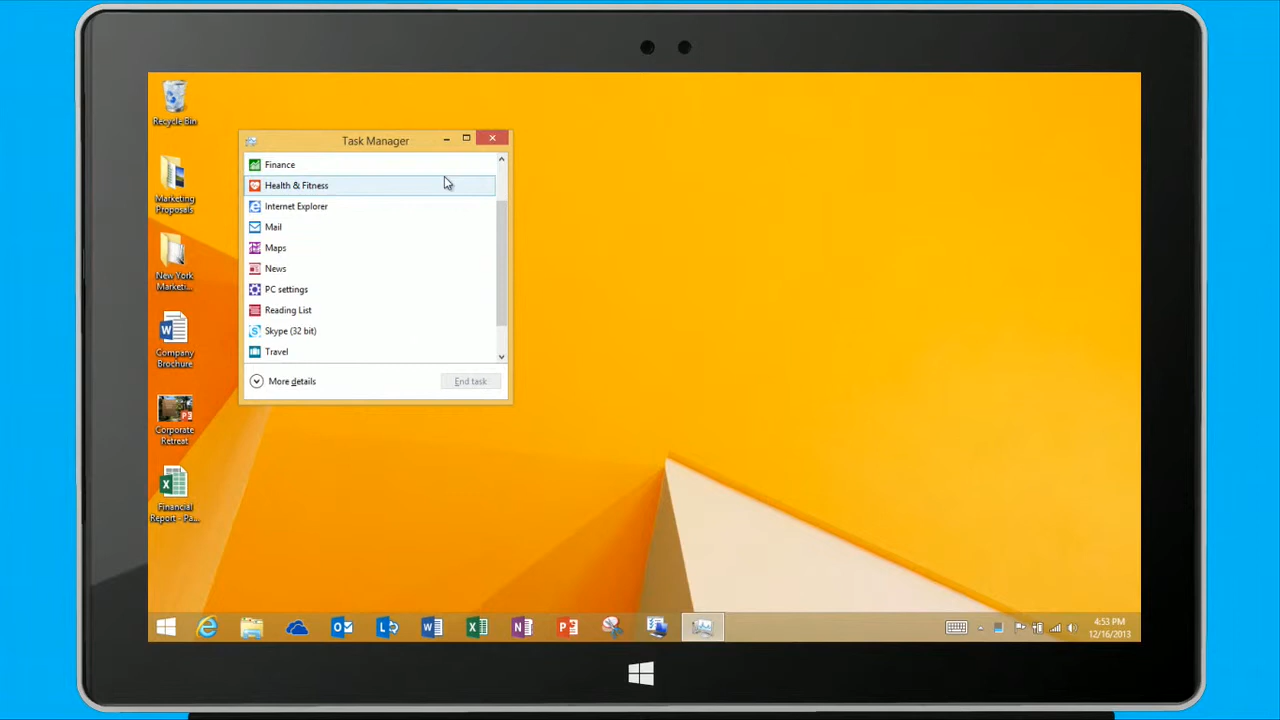 Recycle Bin
Marketing
Proposals
New York
Marketi...
Company
Brochure
Corporate
Retreat
Financial
Report - Pa...
Task Manager
Finance
Health & Fitness
Internet Explorer
Mail
Maps
News
PC settings
Reading List
Skype (32 bit)
Travel
More details
End task
4:53 PM
12/16/2013